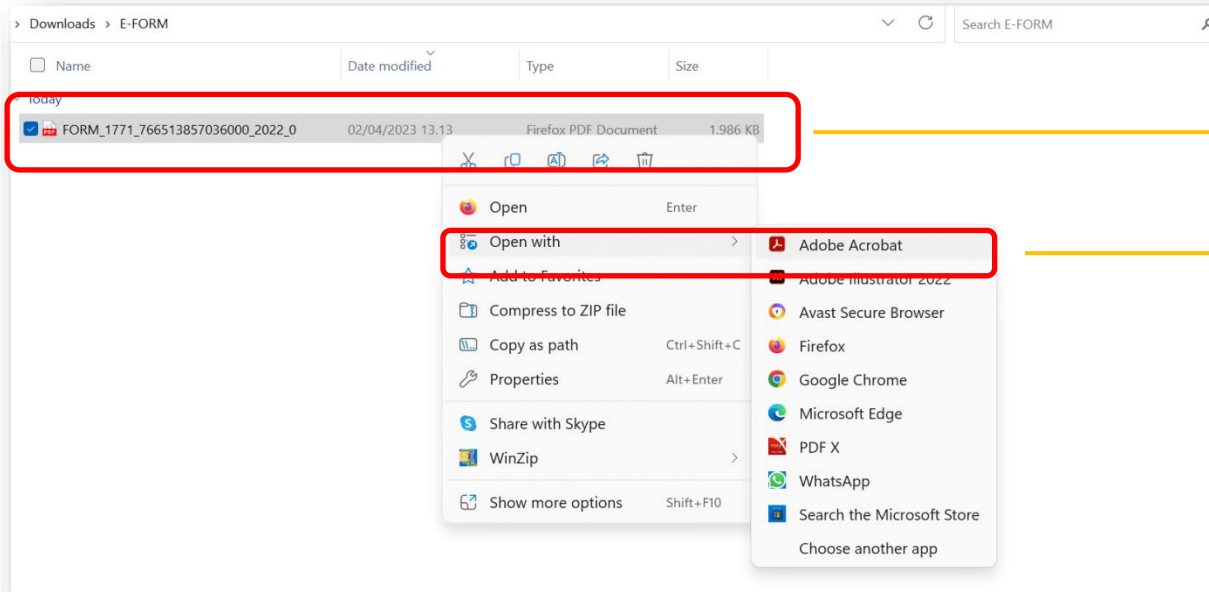 Downloads > E-FORM
Search E-FORM
Name Date modified Type Size
Today
FORM_1771_766513857036000_2022_0 02/04/2023 13.13 Firefox PDF Document 1.986 KB
Open Enter
Open with
Add to Favorites
Compress to ZIP file
Copy as path Ctrl+Shift+C
Properties Alt+Enter
Share with Skype
WinZip
Show more options Shift+F10
Adobe Acrobat
Adobe Illustrator 2022
Avast Secure Browser
Firefox
Google Chrome
Microsoft Edge
PDF X
WhatsApp
Search the Microsoft Store
Choose another app